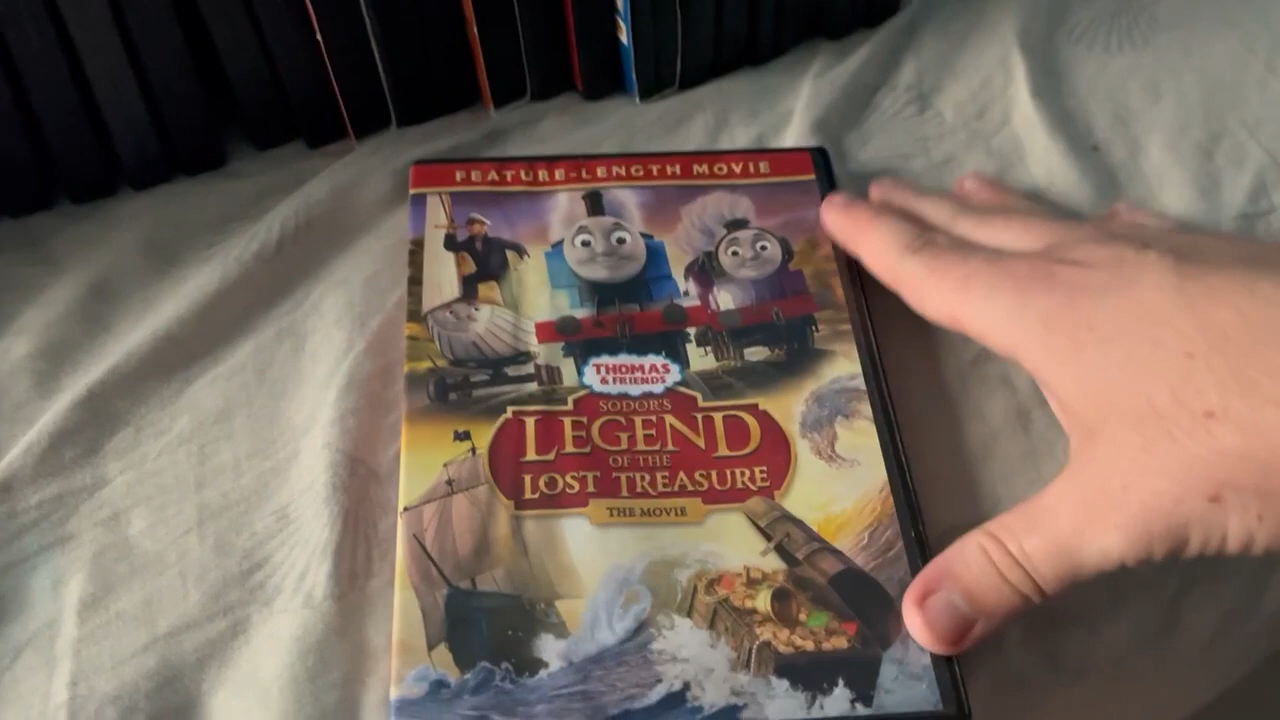 FEATURE-LENGTH MOVIE
THOMAS
& FRIENDS
SODOR'S
LEGEND
OF THE
LOST TREASURE
THE MOVIE